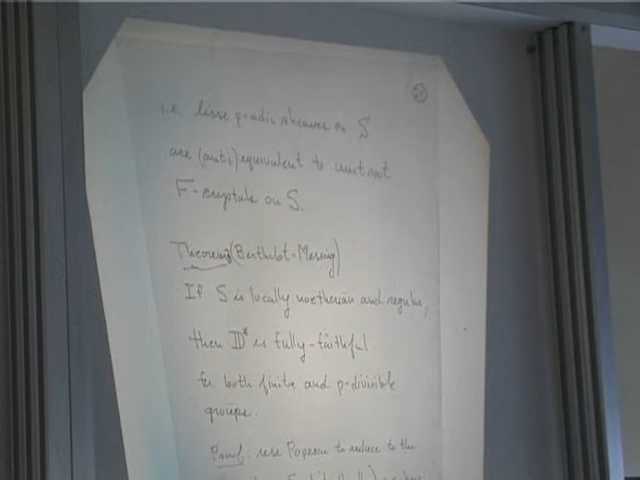 i.e. lisse p-adic sheaves on S
are (anti)equivalent to unit root
F-crystals on S.
Theorem (Berthelot-Messing)
If S is locally noetherian and regular,
then D* is fully-faithful
for both finite and p-divisible
groups.
Proof use Popescu to reduce to the